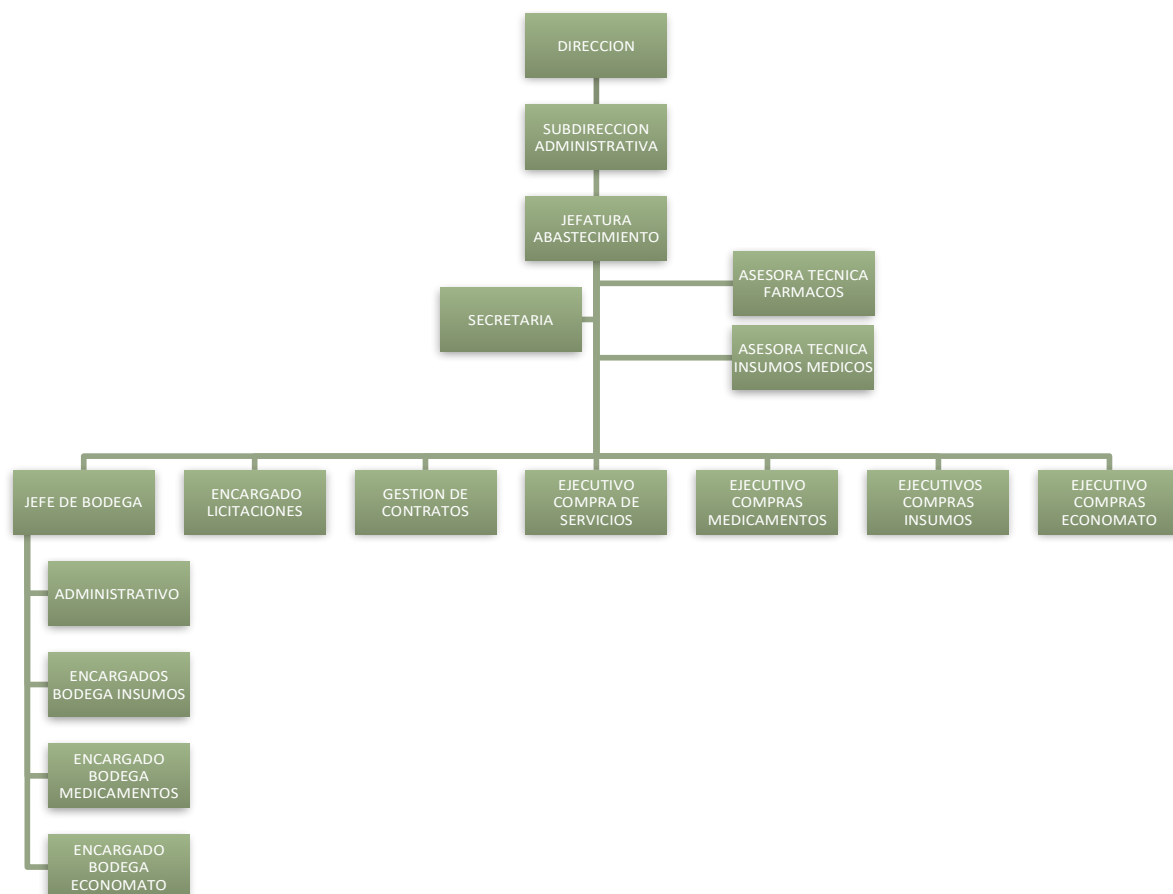 DIRECCION
SUBDIRECCION
ADMINISTRATIVA
JEFATURA
ABASTECIMIENTO
ASESORA TECNICA
FARMACOS
SECRETARIA
ASESORA TECNICA
INSUMOS MEDICOS
JEFE DE BODEGA
ENCARGADO
LICITACIONES
GESTION DE
CONTRATOS
EJECUTIVO
COMPRA DE
SERVICIOS
EJECUTIVO
COMPRAS
MEDICAMENTOS
EJECUTIVOS
COMPRAS
INSUMOS
EJECUTIVO
COMPRAS
ECONOMATO
ADMINISTRATIVO
ENCARGADOS
BODEGA INSUMOS
ENCARGADO
BODEGA
MEDICAMENTOS
ENCARGADO
BODEGA
ECONOMATO